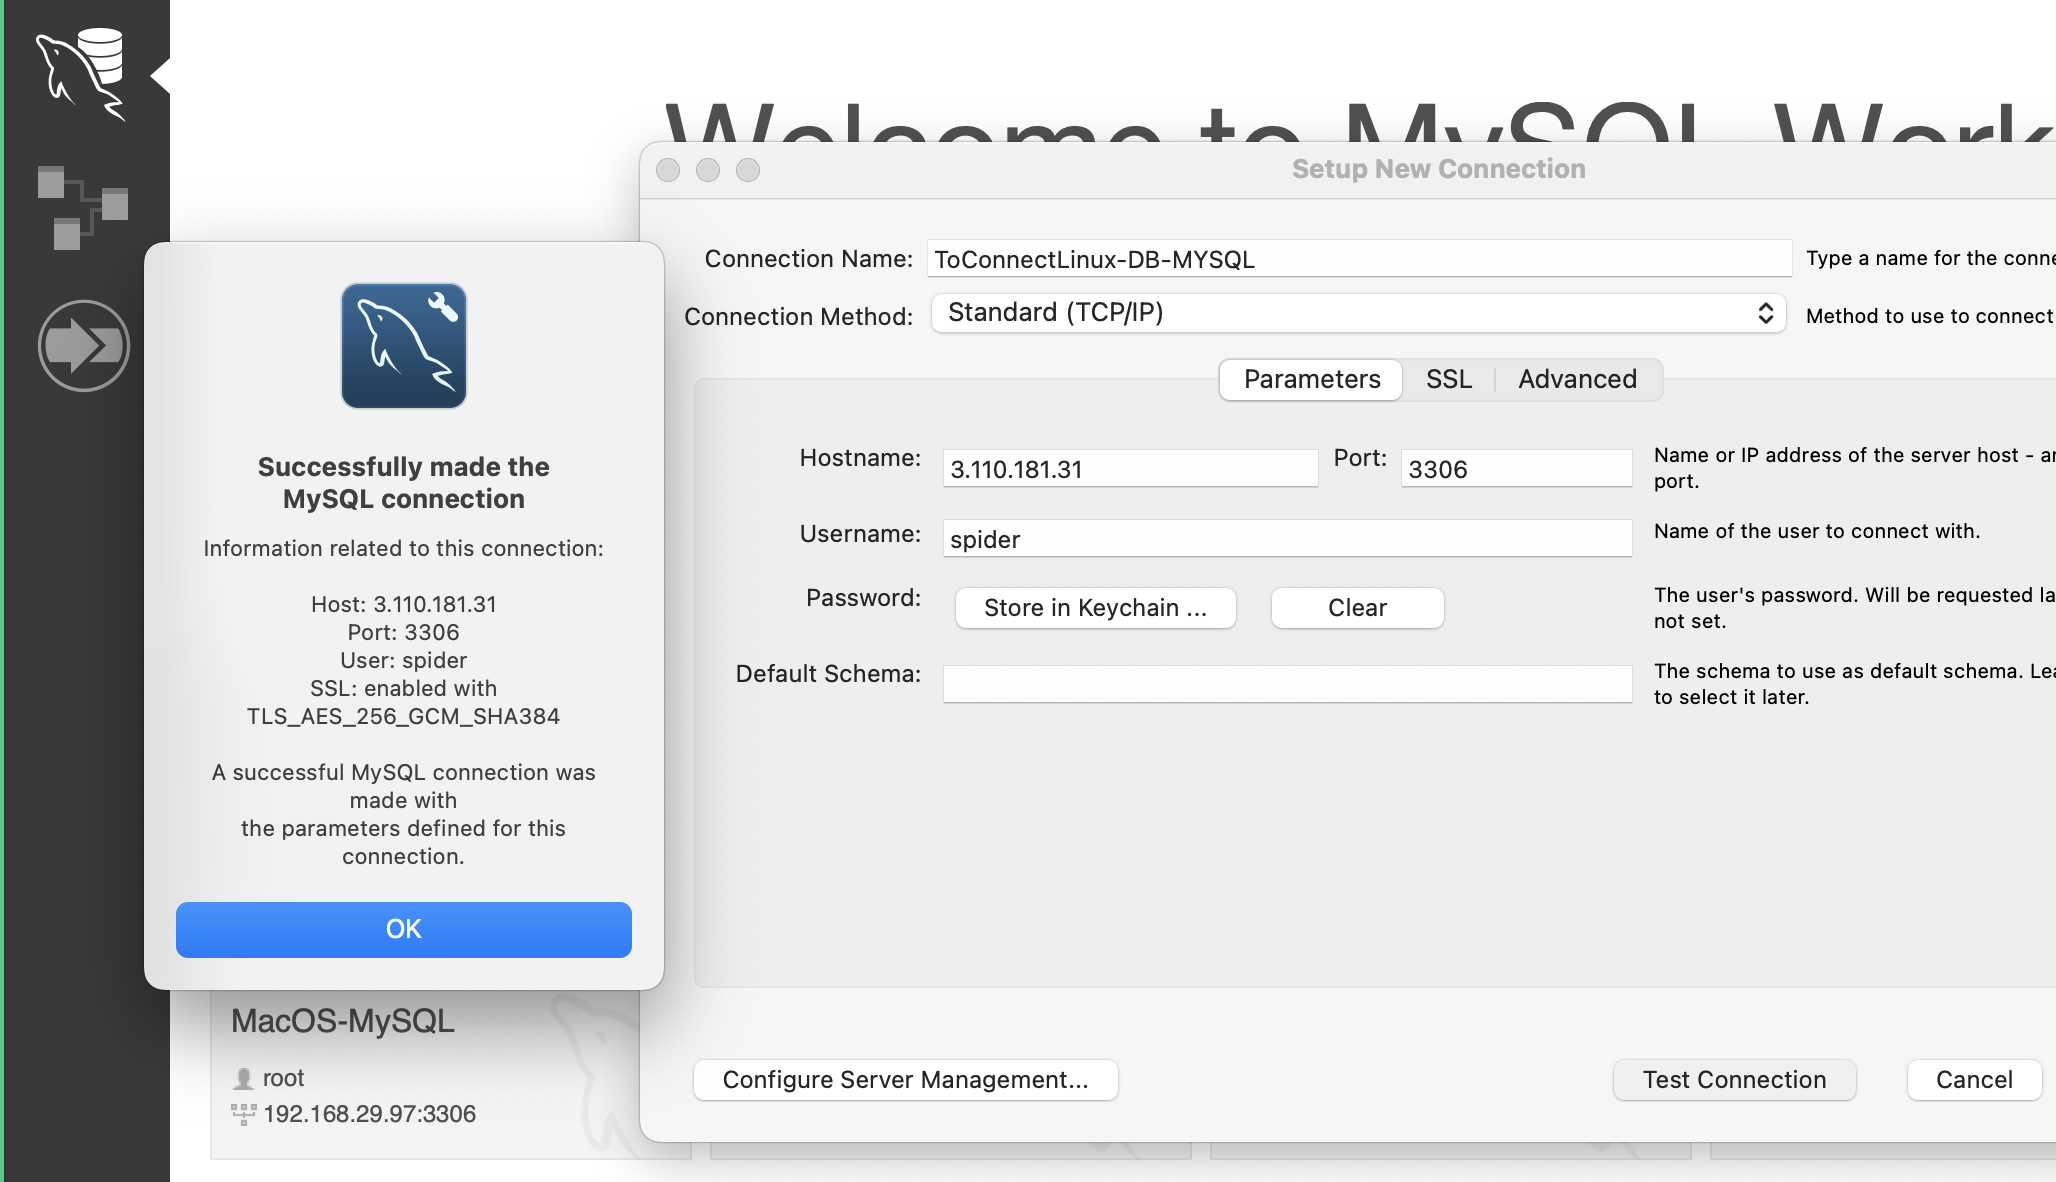 Welcome to MySQL Work
Setup New Connection
Connection Name: ToConnectLinux-DB-MYSQL Type a name for the conne
Connection Method: Standard (TCP/IP) Method to use to connect
Parameters SSL Advanced
Hostname: 3.110.181.31 Port: 3306 Name or IP address of the server host - an
port.
Username: spider Name of the user to connect with.
Password: Store in Keychain ... Clear The user's password. Will be requested la
not set.
Default Schema: The schema to use as default schema. Lea
to select it later.
Configure Server Management... Test Connection Cancel
Successfully made the
MySQL connection
Information related to this connection:
Host: 3.110.181.31
Port: 3306
User: spider
SSL: enabled with
TLS_AES_256_GCM_SHA384
A successful MySQL connection was
made with
the parameters defined for this
connection.
OK
MacOS-MySQL
root
192.168.29.97:3306